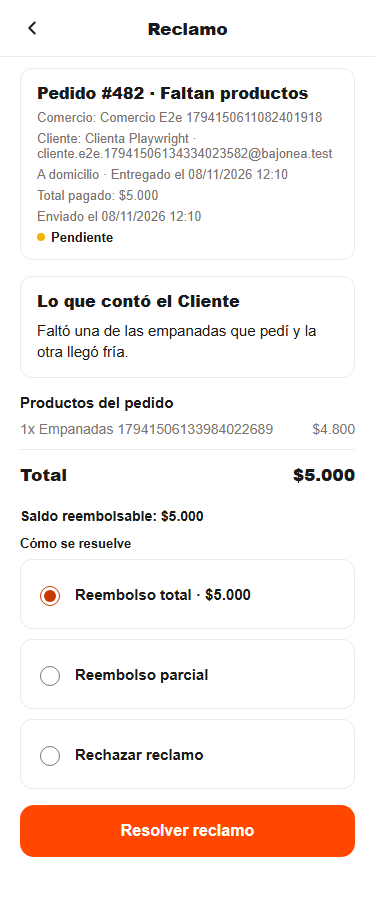 Reclamo
Pedido #482 · Faltan productos
Comercio: Comercio E2e 1794150611082401918
Cliente: Clienta Playwright ·
cliente.e2e.17941506134334023582@bajonea.test
A domicilio · Entregado el 08/11/2026 12:10
Total pagado: $5.000
Enviado el 08/11/2026 12:10
Pendiente
Lo que contó el Cliente
Faltó una de las empanadas que pedí y la
otra llegó fría.
Productos del pedido
1x Empanadas 17941506133984022689 $4.800
Total $5.000
Saldo reembolsable: $5.000
Cómo se resuelve
Reembolso total · $5.000
Reembolso parcial
Rechazar reclamo
Resolver reclamo